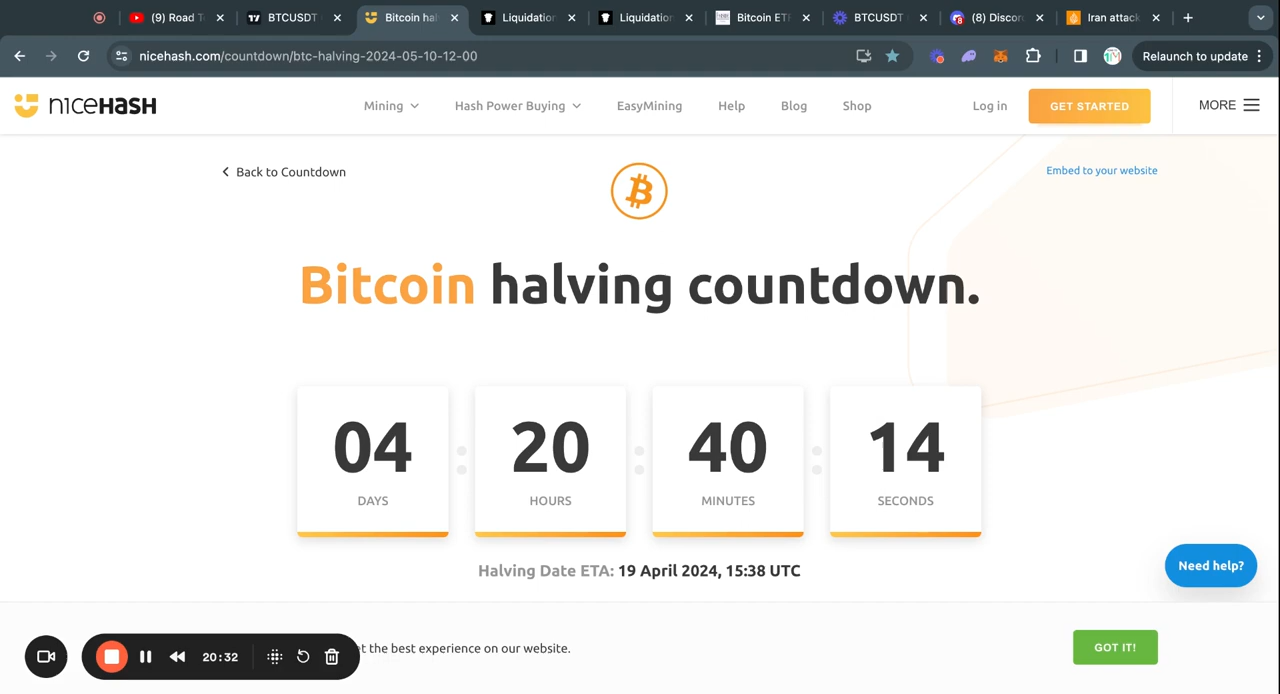 (9) Road T
BTCUSDT
Bitcoin hal
Liquidation
Liquidation
Bitcoin ET
BTCUSDT
(8) Discor
Iran attack
nicehash.com/countdown/btc-halving-2024-05-10-12-00
Relaunch to update
nıceHASH
Mining
Hash Power Buying
EasyMining
Help
Blog
Shop
Log in
GET STARTED
MORE
Back to Countdown
Embed to your website
Bitcoin halving countdown.
04 : 20 : 40 : 14
DAYS HOURS MINUTES SECONDS
Halving Date ETA: 19 April 2024, 15:38 UTC
Need help?
20:32
the best experience on our website.
GOT IT!